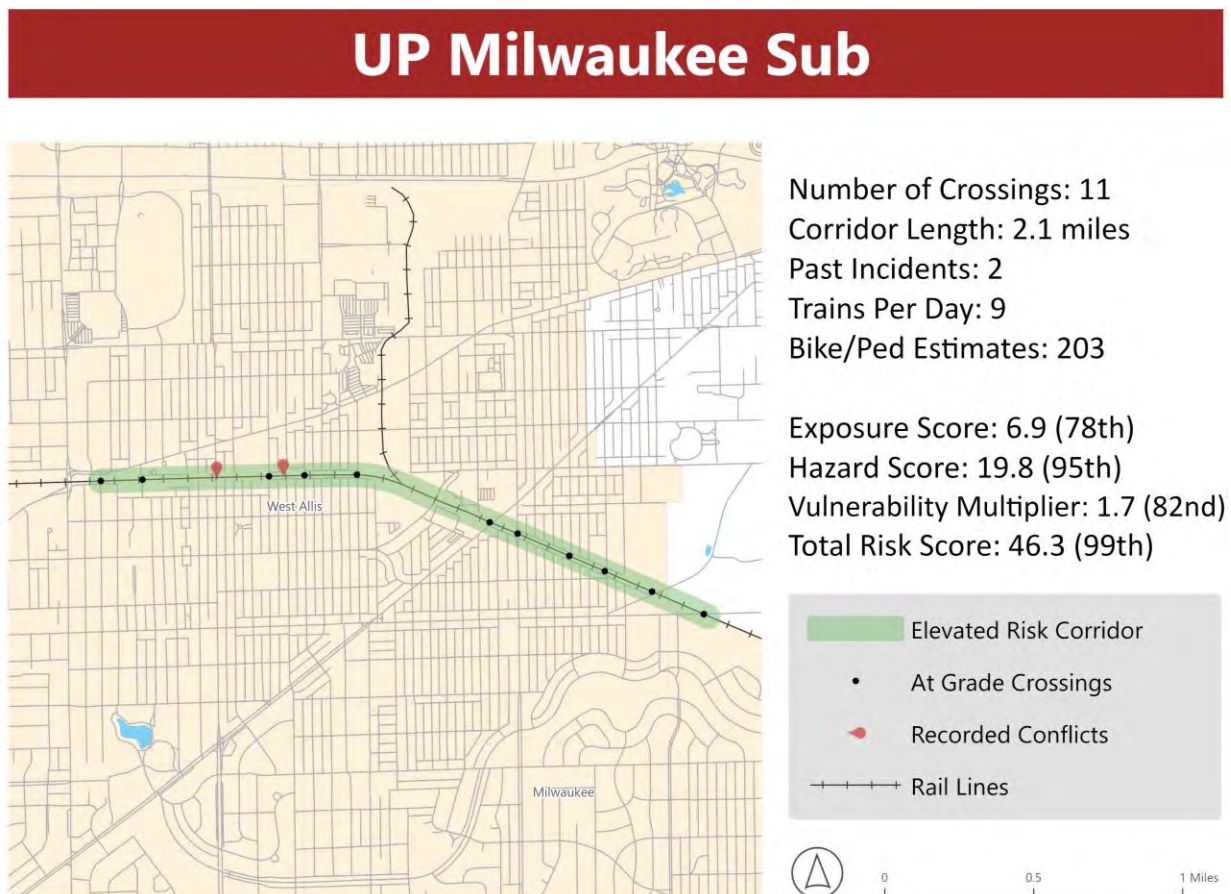 UP Milwaukee Sub
Number of Crossings: 11
Corridor Length: 2.1 miles
Past Incidents: 2
Trains Per Day: 9
Bike/Ped Estimates: 203
Exposure Score: 6.9 (78th)
Hazard Score: 19.8 (95th)
Vulnerability Multiplier: 1.7 (82nd)
Total Risk Score: 46.3 (99th)
West Allis
Milwaukee
Elevated Risk Corridor
At Grade Crossings
Recorded Conflicts
Rail Lines
0 0.5 1 Miles